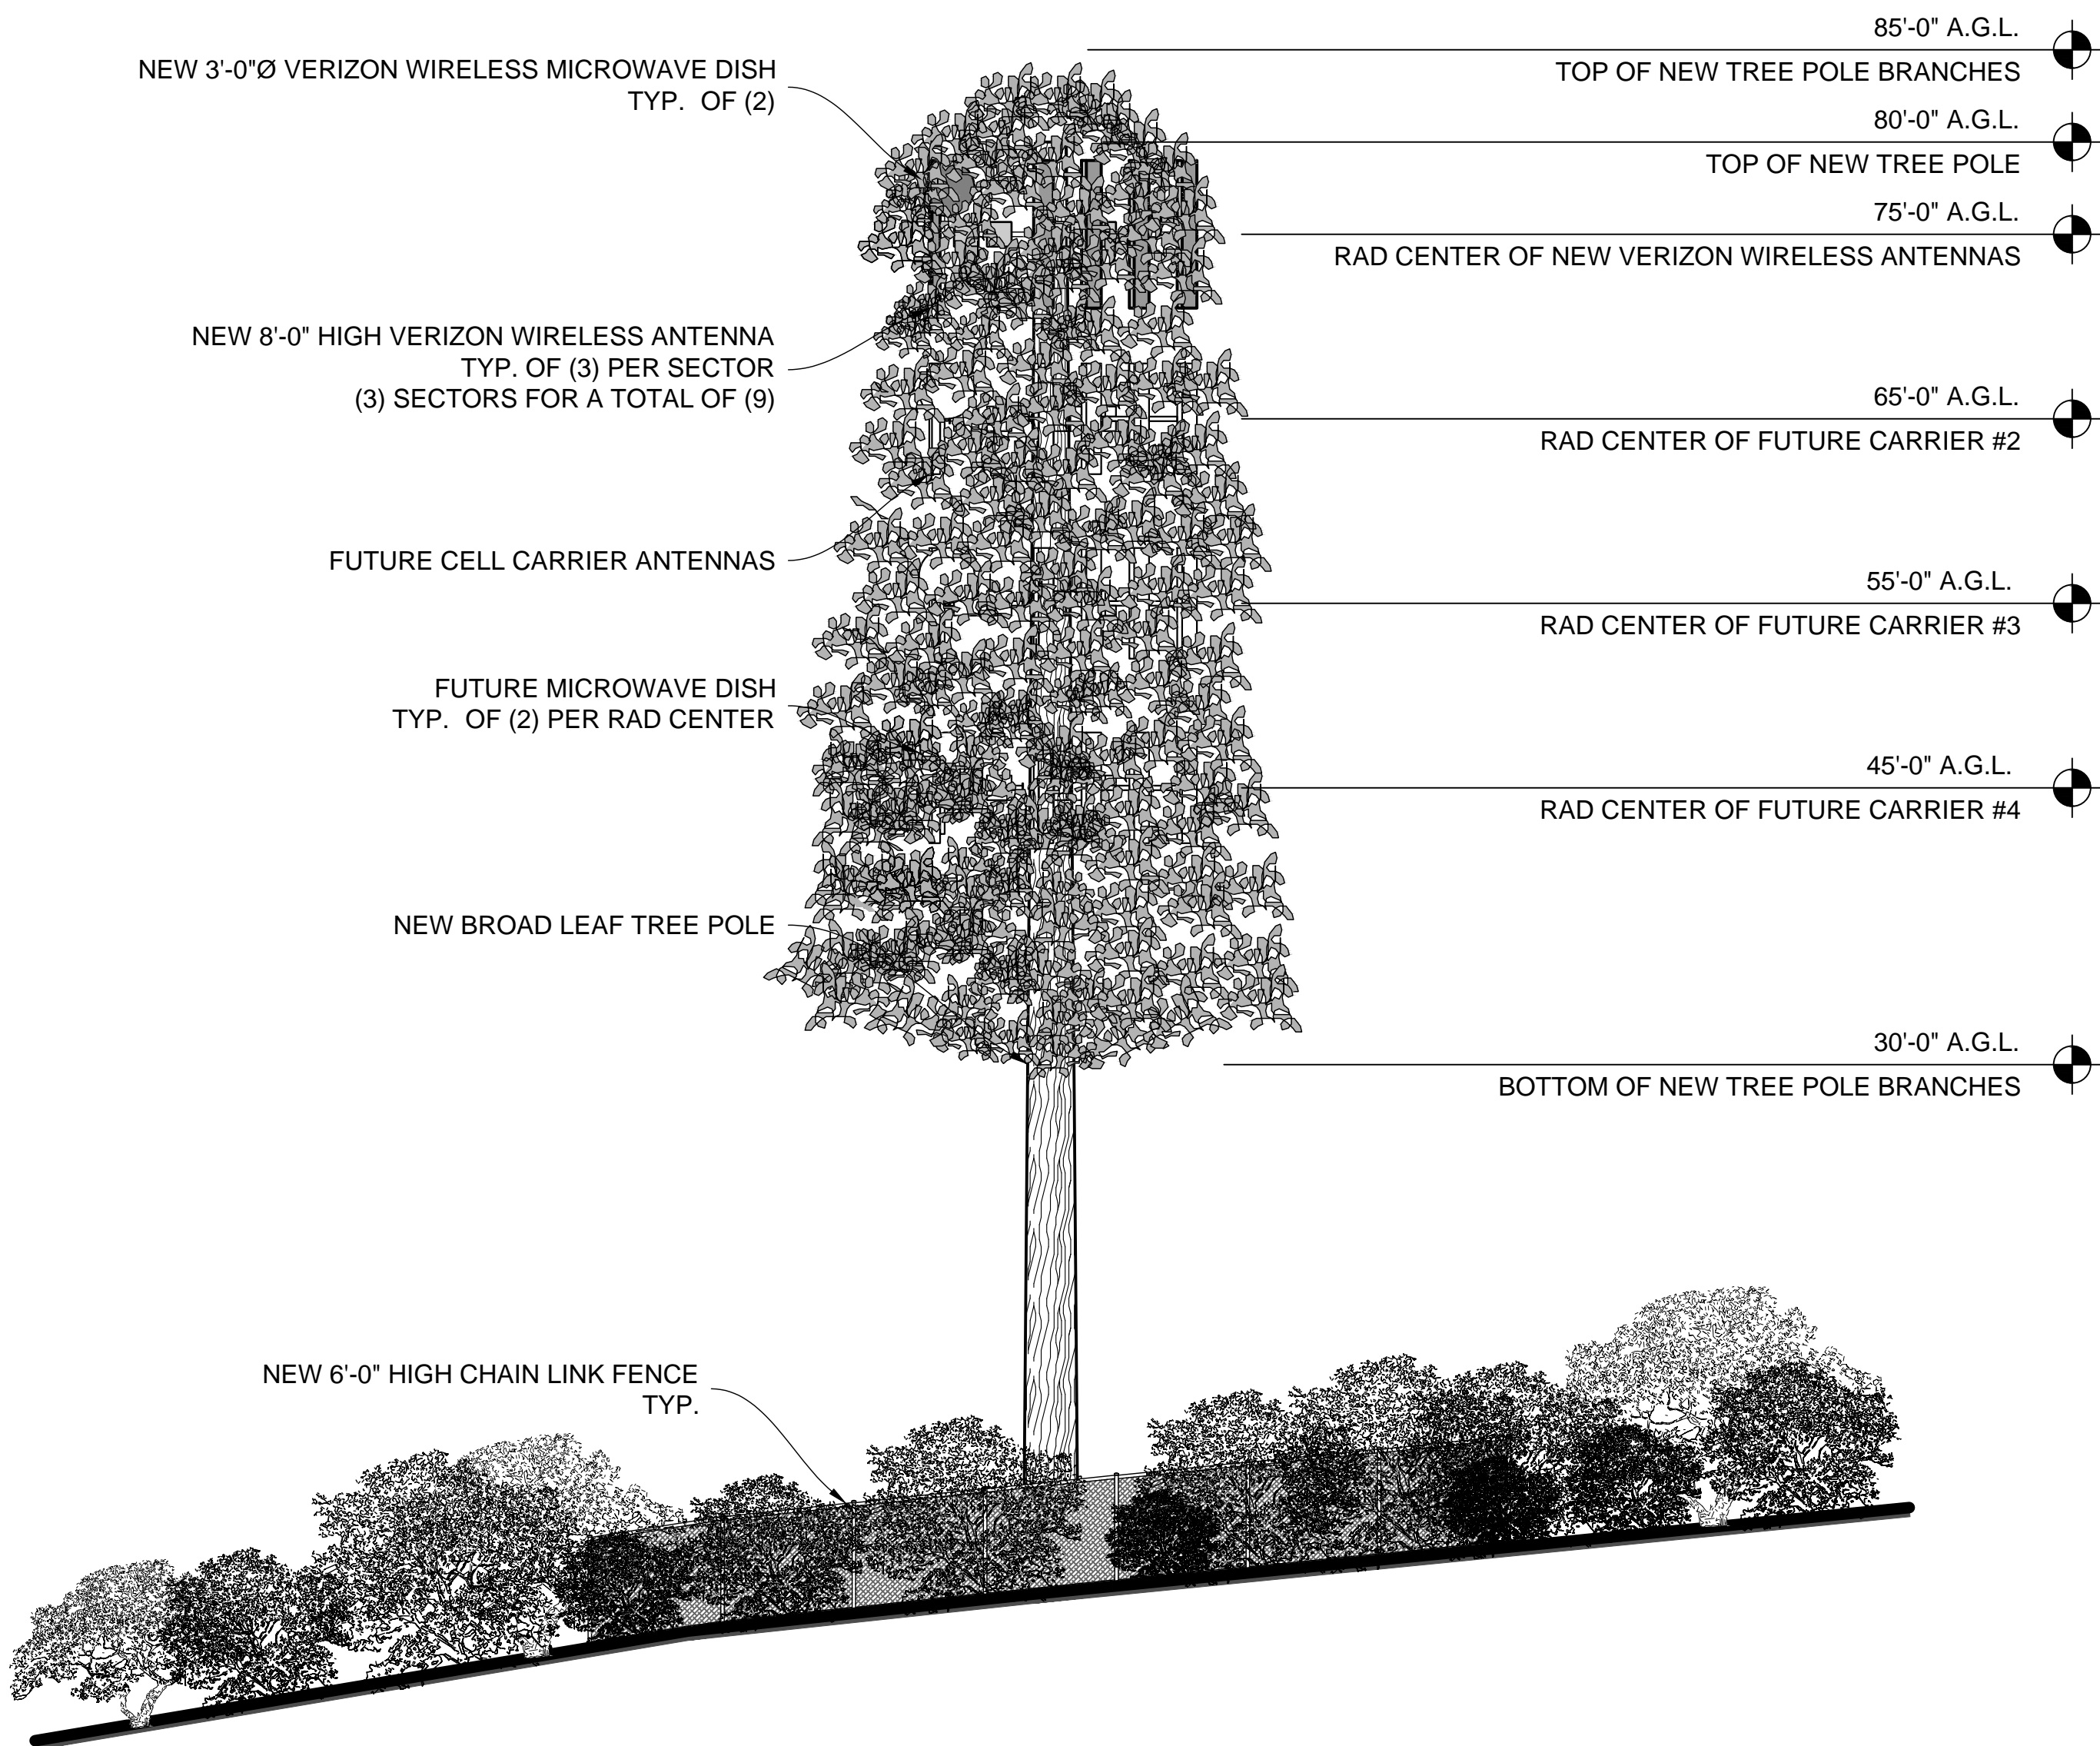 85'-0" A.G.L.
TOP OF NEW TREE POLE BRANCHES
NEW 3'-0"Ø VERIZON WIRELESS MICROWAVE DISH
TYP. OF (2)
80'-0" A.G.L.
TOP OF NEW TREE POLE
75'-0" A.G.L.
RAD CENTER OF NEW VERIZON WIRELESS ANTENNAS
NEW 8'-0" HIGH VERIZON WIRELESS ANTENNA
TYP. OF (3) PER SECTOR
(3) SECTORS FOR A TOTAL OF (9)
65'-0" A.G.L.
RAD CENTER OF FUTURE CARRIER #2
FUTURE CELL CARRIER ANTENNAS
55'-0" A.G.L.
RAD CENTER OF FUTURE CARRIER #3
FUTURE MICROWAVE DISH
TYP. OF (2) PER RAD CENTER
45'-0" A.G.L.
RAD CENTER OF FUTURE CARRIER #4
NEW BROAD LEAF TREE POLE
30'-0" A.G.L.
BOTTOM OF NEW TREE POLE BRANCHES
NEW 6'-0" HIGH CHAIN LINK FENCE
TYP.